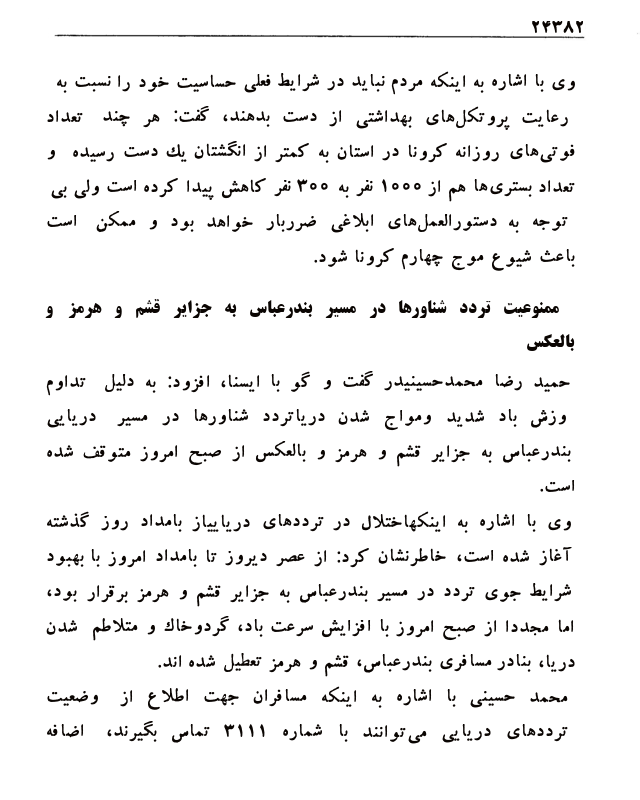 ۲۴۳۸۲
وی با اشاره به اینکه مردم نباید در شرایط فعلی حساسیت خود را نسبت به
رعایت پروتکل‌های بهداشتی از دست بدهند، گفت: هر چند تعداد
فوتی‌های روزانه کرونا در استان به کمتر از انگشتان یك دست رسیده و
تعداد بستری‌ها هم از ۱۰۰۰ نفر به ۳۰۰ نفر کاهش پیدا کرده است ولی بی
توجه به دستورالعمل‌های ابلاغی ضرربار خواهد بود و ممکن است
باعث شیوع موج چهارم کرونا شود.
ممنوعیت تردد شناورها در مسیر بندرعباس به جزایر قشم و هرمز و
بالعکس
حمید رضا محمدحسینیدر گفت و گو با ایسنا، افزود: به دلیل تداوم
وزش باد شدید ومواج شدن دریاتردد شناورها در مسیر دریایی
بندرعباس به جزایر قشم و هرمز و بالعکس از صبح امروز متوقف شده
است.
وی با اشاره به اینکهاختلال در ترددهای دریاییاز بامداد روز گذشته
آغاز شده است، خاطرنشان کرد: از عصر دیروز تا بامداد امروز با بهبود
شرایط جوی تردد در مسیر بندرعباس به جزایر قشم و هرمز برقرار بود،
اما مجددا از صبح امروز با افزایش سرعت باد، گردوخاك و متلاطم شدن
دریا، بنادر مسافری بندرعباس، قشم و هرمز تعطیل شده اند.
محمد حسینی با اشاره به اینکه مسافران جهت اطلاع از وضعیت
ترددهای دریایی می‌توانند با شماره ۳۱۱۱ تماس بگیرند، اضافه